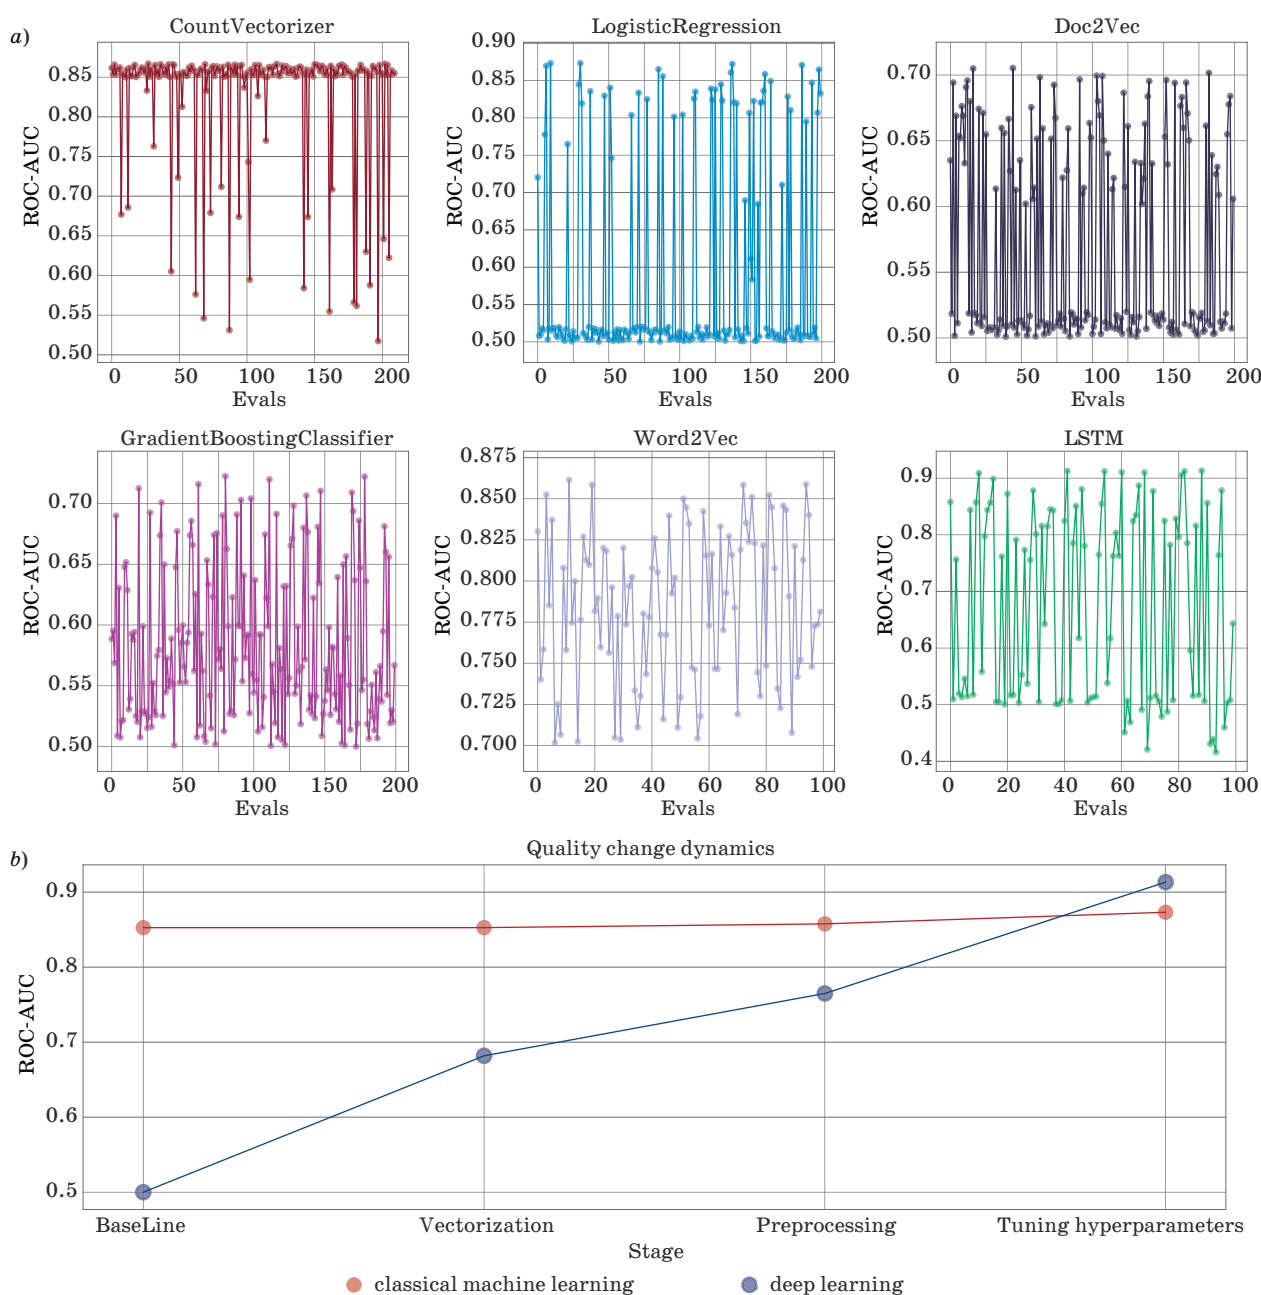 a)
CountVectorizer
LogisticRegression
Doc2Vec
ROC-AUC
0.85
0.80
0.75
0.70
0.65
0.60
0.55
0.50
0 50 100 150 200
Evals
ROC-AUC
0.90
0.85
0.80
0.75
0.70
0.65
0.60
0.55
0.50
0 50 100 150 200
Evals
ROC-AUC
0.70
0.65
0.60
0.55
0.50
0 50 100 150 200
Evals
GradientBoostingClassifier
Word2Vec
LSTM
ROC-AUC
0.70
0.65
0.60
0.55
0.50
0 50 100 150 200
Evals
ROC-AUC
0.875
0.850
0.825
0.800
0.775
0.750
0.725
0.700
0 20 40 60 80 100
Evals
ROC-AUC
0.9
0.8
0.7
0.6
0.5
0.4
0 20 40 60 80 100
Evals
b)
Quality change dynamics
ROC-AUC
0.9
0.8
0.7
0.6
0.5
BaseLine Vectorization Preprocessing Tuning hyperparameters
Stage
classical machine learning deep learning